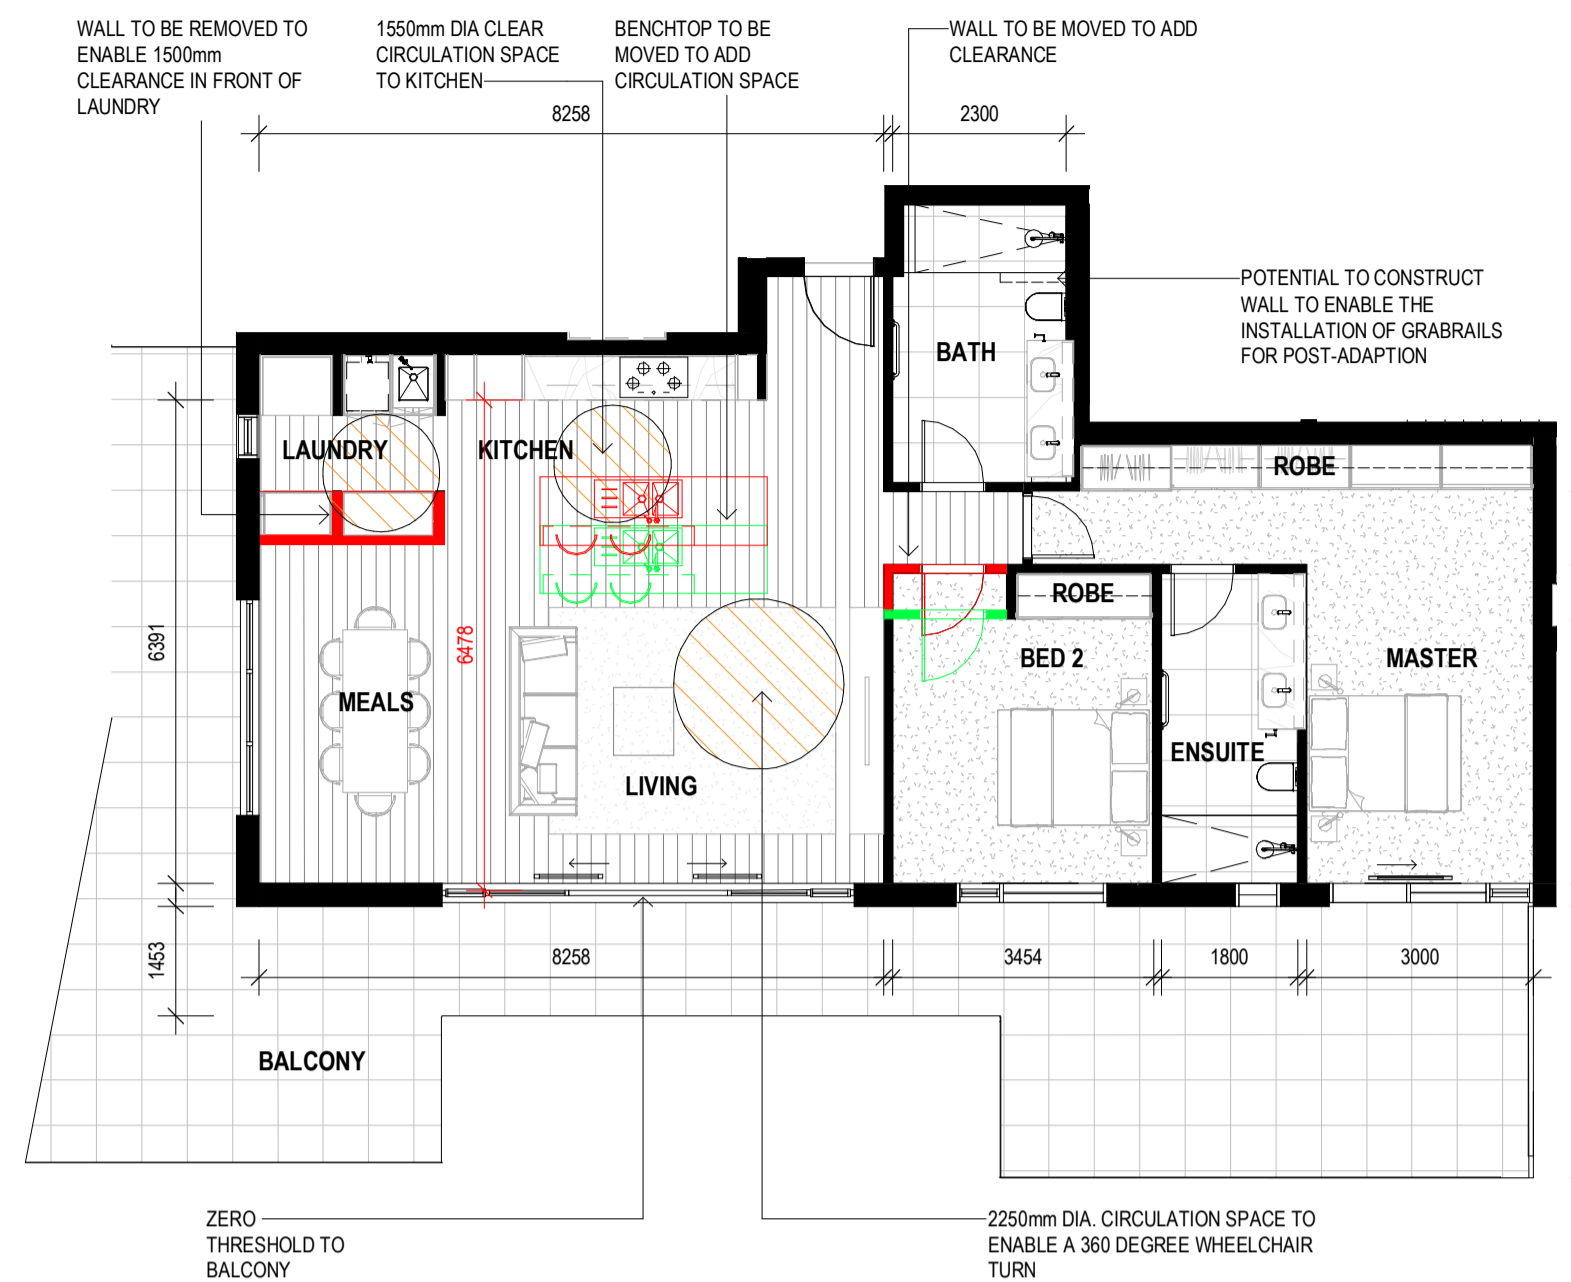 WALL TO BE REMOVED TO
ENABLE 1500mm
CLEARANCE IN FRONT OF
LAUNDRY
1550mm DIA CLEAR
CIRCULATION SPACE
TO KITCHEN
BENCHTOP TO BE
MOVED TO ADD
CIRCULATION SPACE
WALL TO BE MOVED TO ADD
CLEARANCE
8258
2300
POTENTIAL TO CONSTRUCT
WALL TO ENABLE THE
INSTALLATION OF GRABRAILS
FOR POST-ADAPTION
BATH
LAUNDRY
KITCHEN
ROBE
ROBE
6391
6478
BED 2
MASTER
MEALS
ENSUITE
LIVING
1453
8258
3454
1800
3000
BALCONY
ZERO
THRESHOLD TO
BALCONY
2250mm DIA. CIRCULATION SPACE TO
ENABLE A 360 DEGREE WHEELCHAIR
TURN